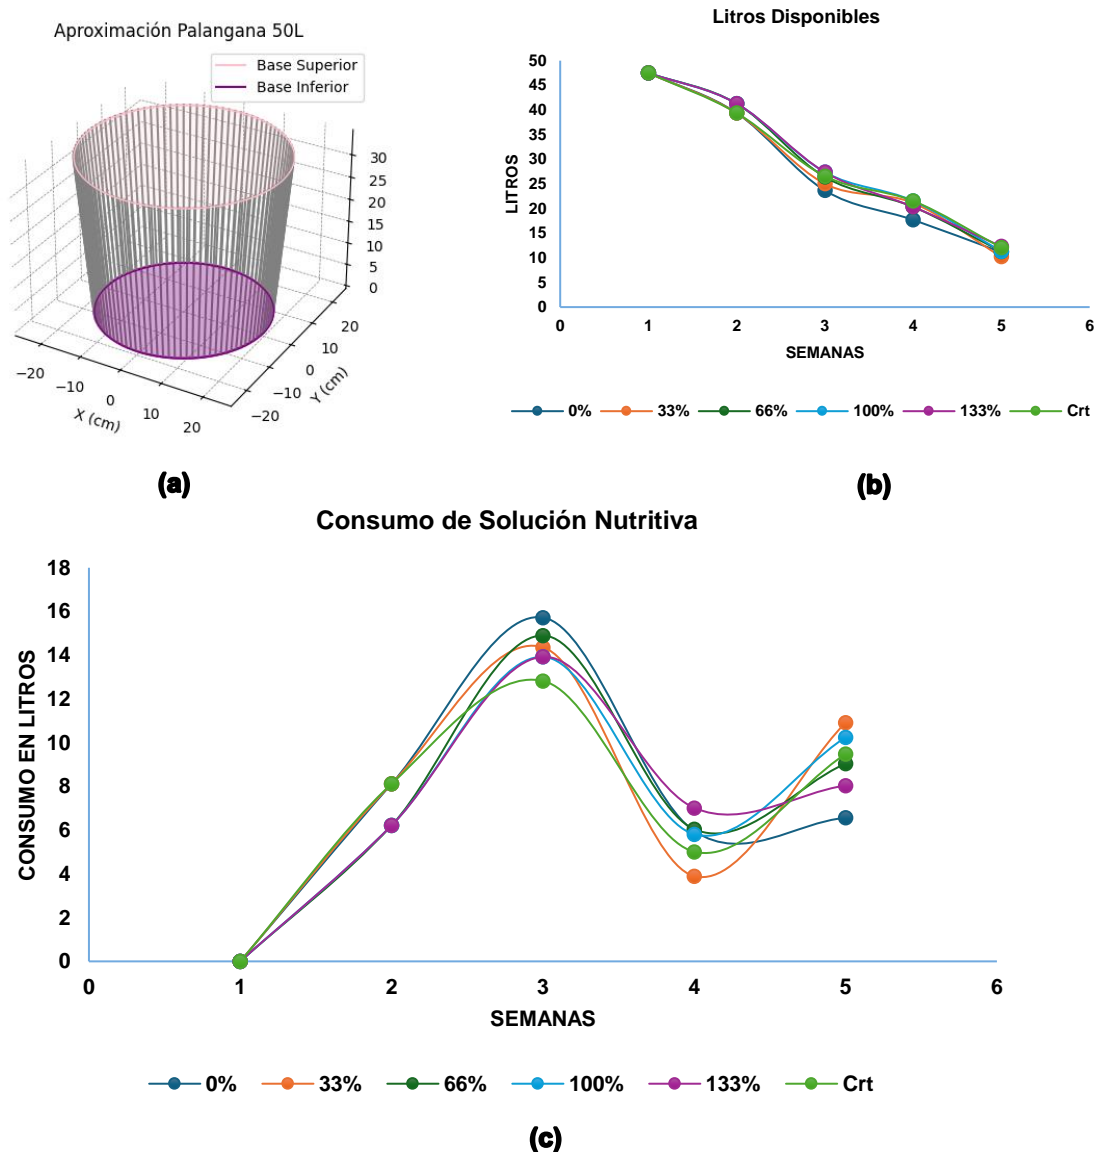 Aproximación Palangana 50L
Base Superior
Base Inferior
30
25
20
15
10
5
0
20
10
0
−10
−20
Y (cm)
−20
−10
0
10
20
X (cm)
(a)
Litros Disponibles
50
45
40
35
30
25
20
15
10
5
0
LITROS
0 1 2 3 4 5 6
SEMANAS
0% 33% 66% 100% 133% Crt
(b)
Consumo de Solución Nutritiva
18
16
14
12
10
8
6
4
2
0
CONSUMO EN LITROS
0 1 2 3 4 5 6
SEMANAS
0% 33% 66% 100% 133% Crt
(c)